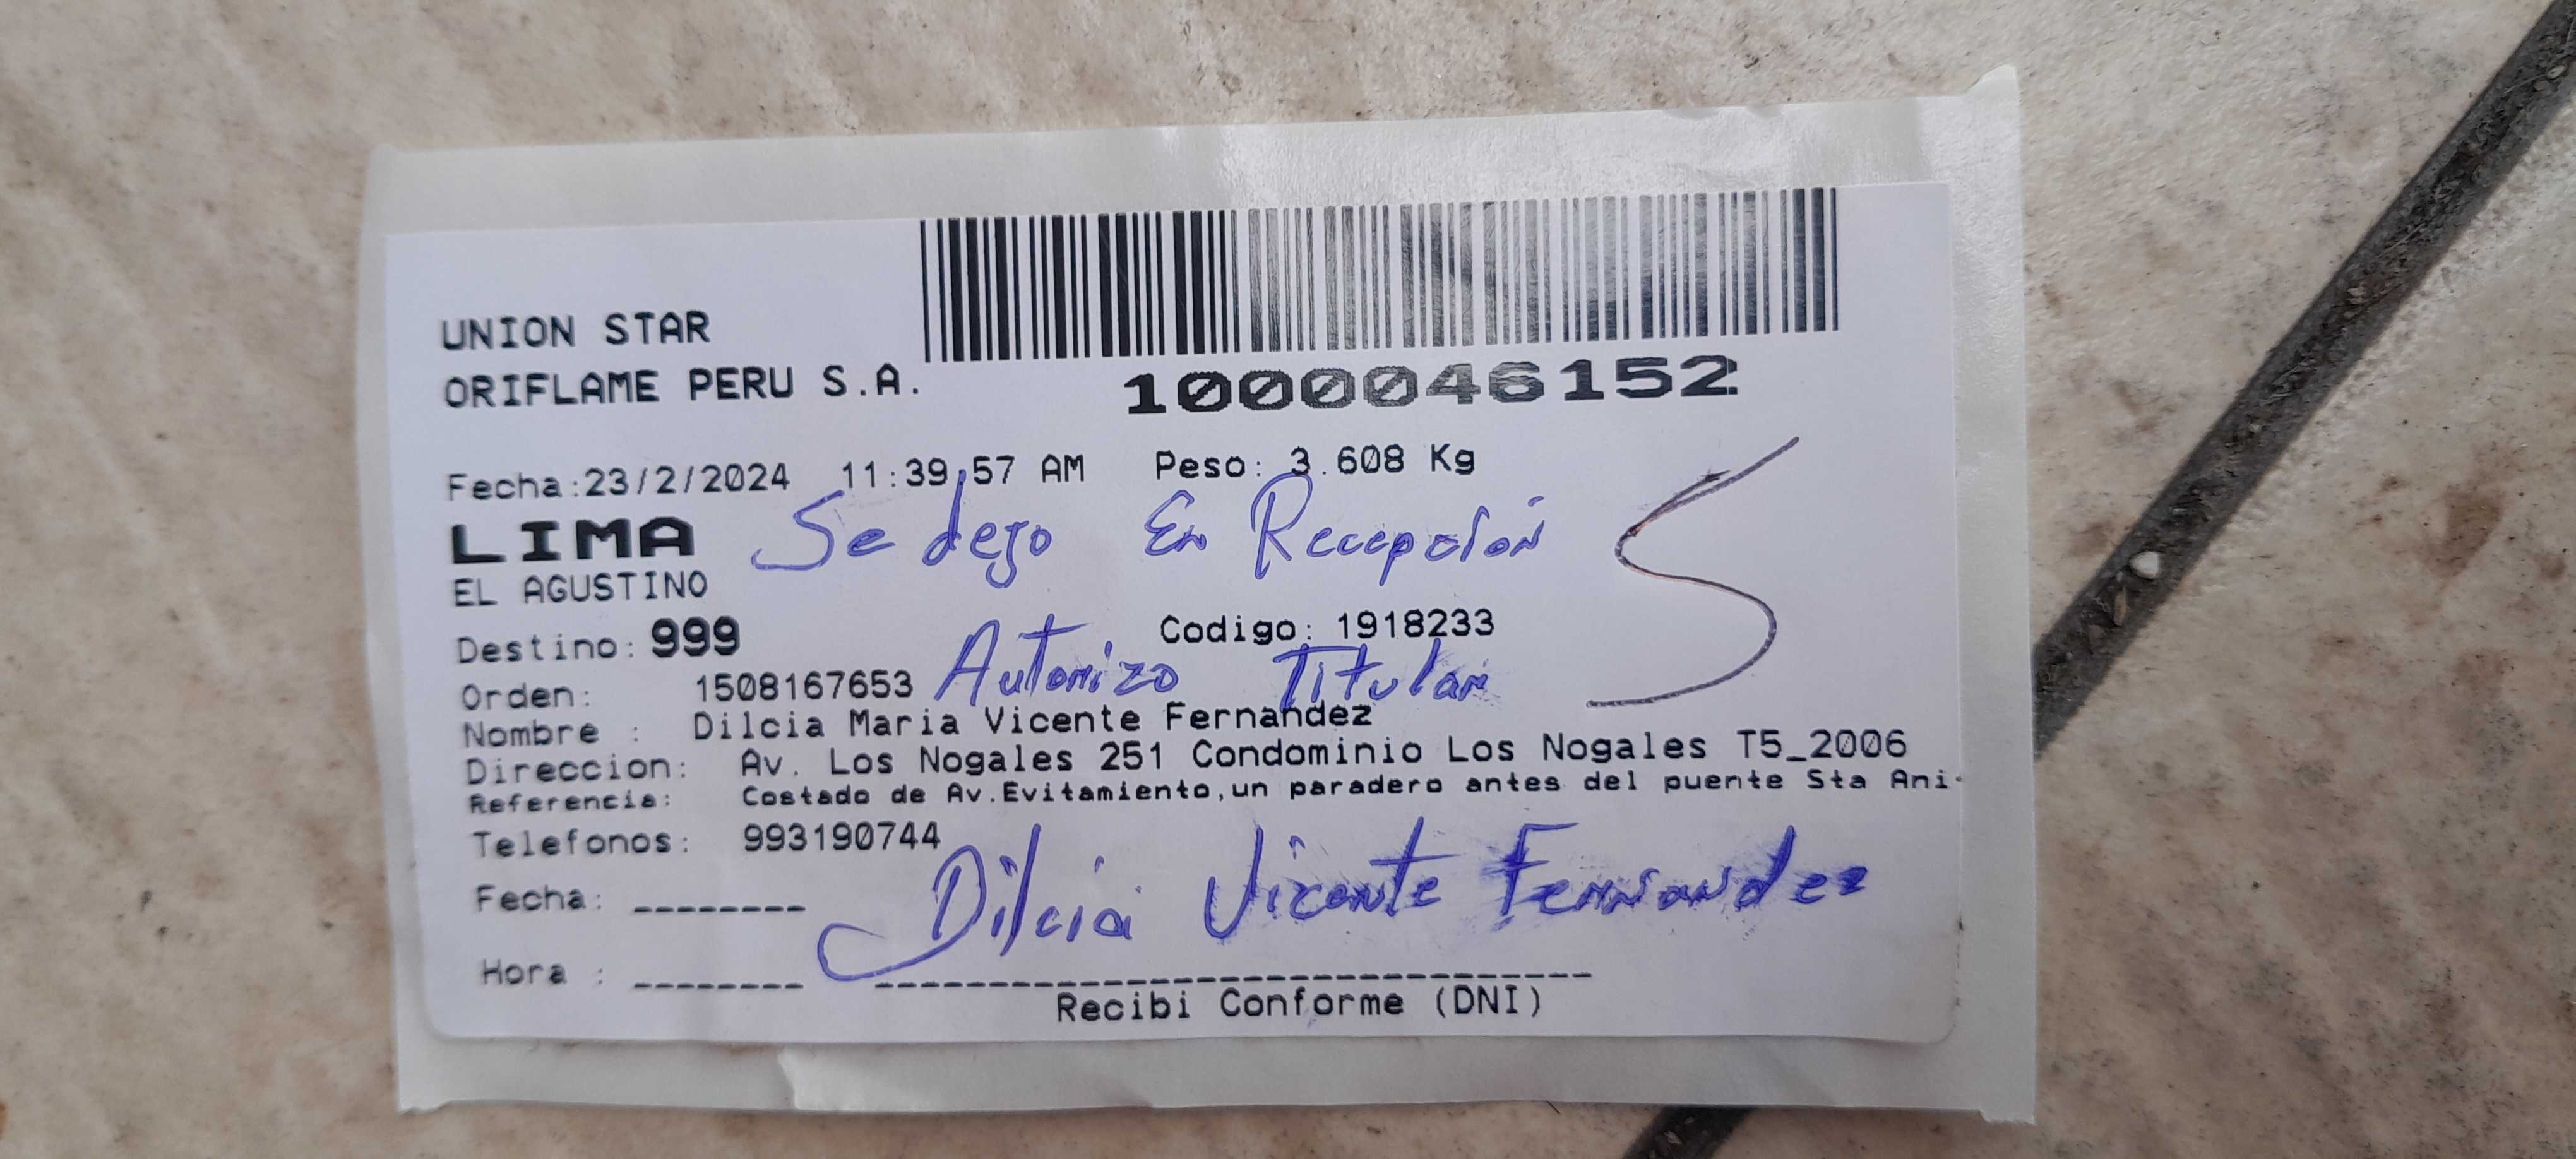 UNION STAR
ORIFLAME PERU S.A.
1000046152
Fecha:23/2/2024 11:39:57 AM Peso: 3.608 Kg
LIMA
Se dejo En Recepción
EL AGUSTINO
Destino: 999
Codigo: 1918233
Orden: 1508167653
Autorizo Titular
Nombre : Dilcia Maria Vicente Fernandez
Direccion: Av. Los Nogales 251 Condominio Los Nogales T5_2006
Referencia: Costado de Av.Evitamiento,un paradero antes del puente Sta Ani
Telefonos: 993190744
Dilcia Vicente Fernandez
Fecha: --------
Hora : --------
Recibi Conforme (DNI)